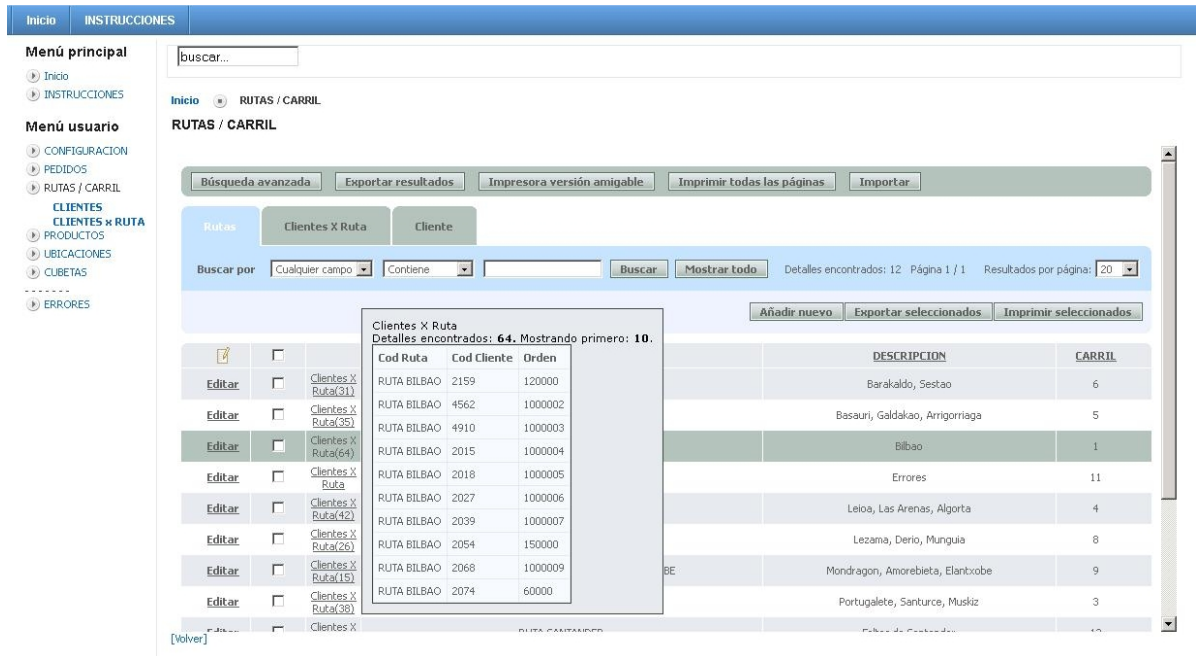 Inicio INSTRUCCIONES
Menú principal
Inicio
INSTRUCCIONES
Menú usuario
CONFIGURACION
PEDIDOS
RUTAS / CARRIL
CLIENTES
CLIENTES x RUTA
PRODUCTOS
UBICACIONES
CUBETAS
- - - - - - -
ERRORES
buscar...
Inicio RUTAS / CARRIL
RUTAS / CARRIL
Búsqueda avanzada Exportar resultados Impresora versión amigable Imprimir todas las páginas Importar
Rutas Clientes X Ruta Cliente
Buscar por Cualquier campo Contiene Buscar Mostrar todo Detalles encontrados: 12 Página 1 / 1 Resultados por página: 20
Añadir nuevo Exportar seleccionados Imprimir seleccionados
DESCRIPCION CARRIL
Editar Clientes X Ruta(31) Barakaldo, Sestao 6
Editar Clientes X Ruta(35) Basauri, Galdakao, Arrigorriaga 5
Editar Clientes X Ruta(64) Bilbao 1
Editar Clientes X Ruta Errores 11
Editar Clientes X Ruta(42) Leioa, Las Arenas, Algorta 4
Editar Clientes X Ruta(26) Lezama, Derio, Munguia 8
Editar Clientes X Ruta(15) BE Mondragon, Amorebieta, Elantxobe 9
Editar Clientes X Ruta(38) Portugalete, Santurce, Muskiz 3
Clientes X
Clientes X Ruta
Detalles encontrados: 64. Mostrando primero: 10.
Cod Ruta Cod Cliente Orden
RUTA BILBAO 2159 120000
RUTA BILBAO 4562 1000002
RUTA BILBAO 4910 1000003
RUTA BILBAO 2015 1000004
RUTA BILBAO 2018 1000005
RUTA BILBAO 2027 1000006
RUTA BILBAO 2039 1000007
RUTA BILBAO 2054 150000
RUTA BILBAO 2068 1000009
RUTA BILBAO 2074 60000
[Volver]